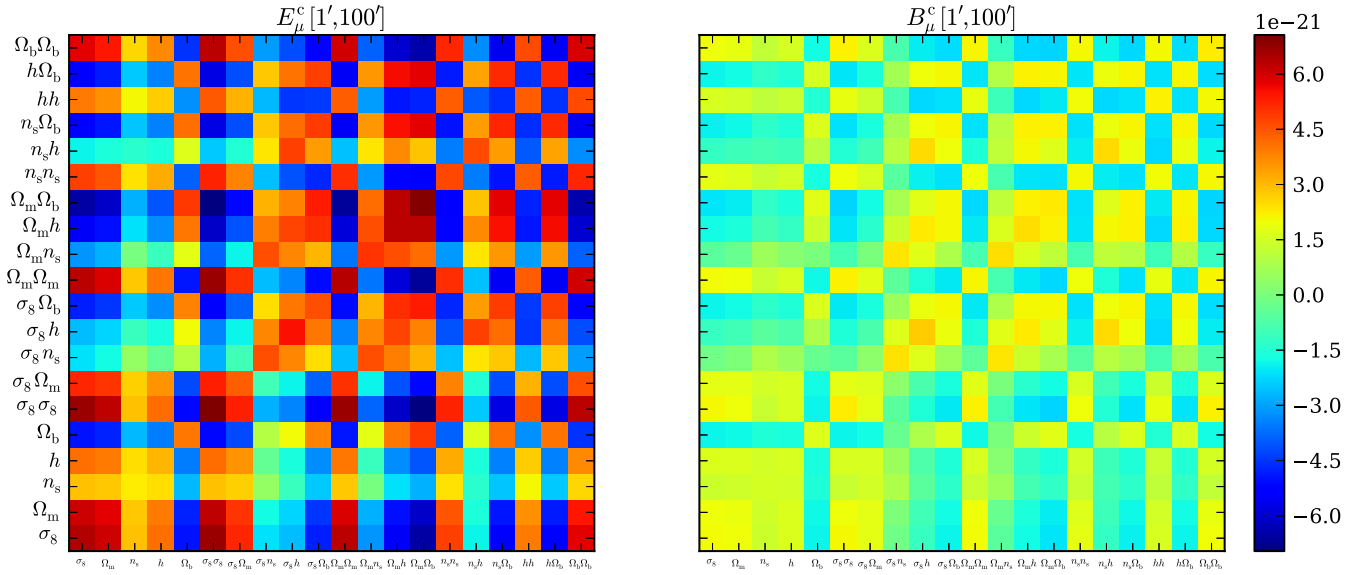 E_μ^c [1′,100′]
B_μ^c [1′,100′]
1e−21
Ω_bΩ_b
hΩ_b
hh
n_sΩ_b
n_sh
n_sn_s
Ω_mΩ_b
Ω_mh
Ω_mn_s
Ω_mΩ_m
σ_8Ω_b
σ_8h
σ_8n_s
σ_8Ω_m
σ_8σ_8
Ω_b
h
n_s
Ω_m
σ_8
σ_8 Ω_m n_s h Ω_b σ_8σ_8 σ_8Ω_m σ_8n_s σ_8h σ_8Ω_b Ω_mΩ_m Ω_mn_s Ω_mh Ω_mΩ_b n_sn_s n_sh n_sΩ_b hh hΩ_b Ω_bΩ_b
σ_8 Ω_m n_s h Ω_b σ_8σ_8 σ_8Ω_m σ_8n_s σ_8h σ_8Ω_b Ω_mΩ_m Ω_mn_s Ω_mh Ω_mΩ_b n_sn_s n_sh n_sΩ_b hh hΩ_b Ω_bΩ_b
6.0
4.5
3.0
1.5
0.0
−1.5
−3.0
−4.5
−6.0